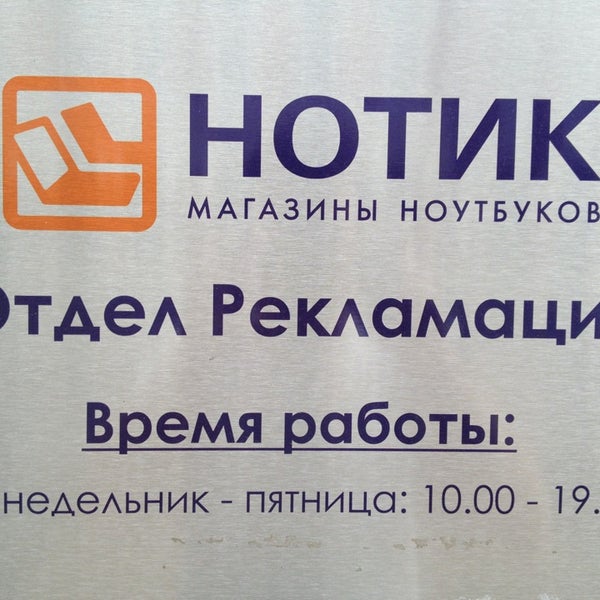 НОТИК
МАГАЗИНЫ НОУТБУКОВ
Отдел Рекламаци
Время работы:
недельник - пятница: 10.00 - 19.